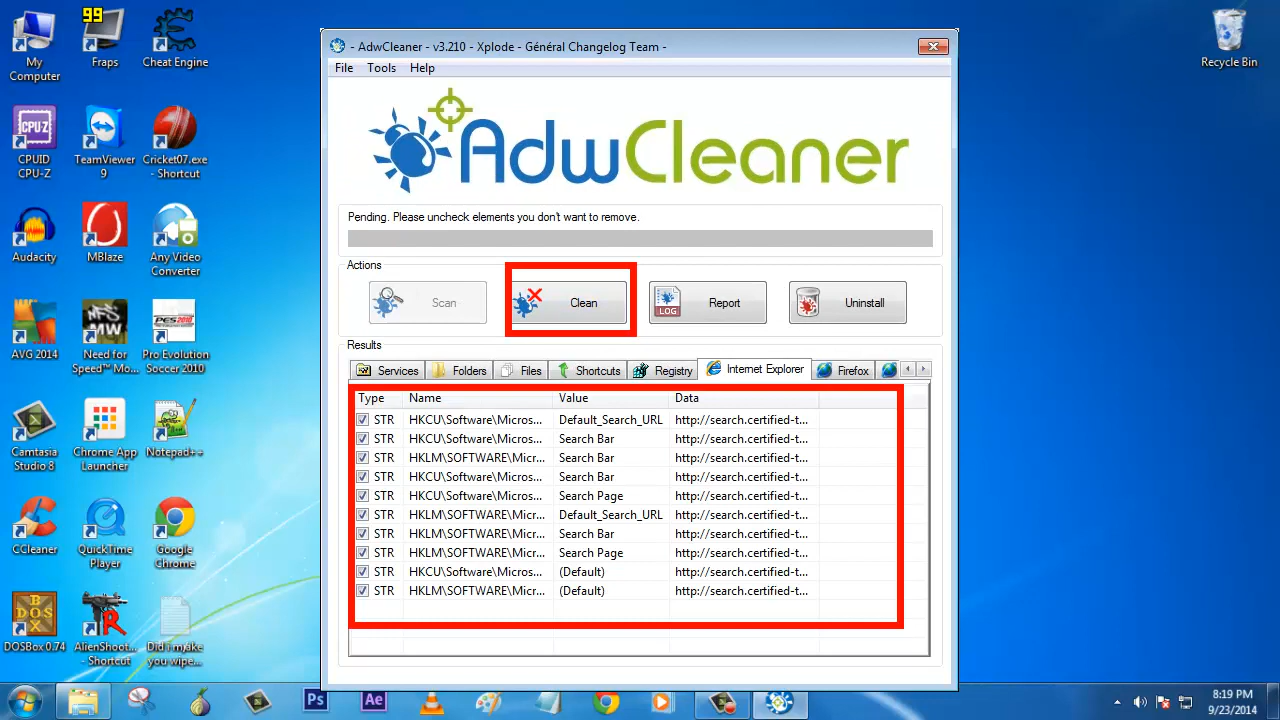 99
My
Computer
Fraps
Cheat Engine
CPU-Z
CPUID
CPU-Z
TeamViewer
9
Cricket07.exe
- Shortcut
Audacity
MBlaze
Any Video
Converter
AVG 2014
NFS
MW
Need for
Speed™ Mo...
PES2010
Pro Evolution
Soccer 2010
Camtasia
Studio 8
Chrome App
Launcher
Notepad++
CCleaner
QuickTime
Player
Google
Chrome
DOSBox 0.74
AlienShoot...
- Shortcut
Did i make
you wipe...
Recycle Bin
- AdwCleaner - v3.210 - Xplode - Général Changelog Team -
File Tools Help
AdwCleaner
Pending. Please uncheck elements you don't want to remove.
Actions
Scan Clean LOG Report Uninstall
Results
Services Folders Files Shortcuts Registry Internet Explorer Firefox
Type Name Value Data
STR HKCU\Software\Micros... Default_Search_URL http://search.certified-t...
STR HKCU\Software\Micros... Search Bar http://search.certified-t...
STR HKLM\SOFTWARE\Micr... Search Bar http://search.certified-t...
STR HKCU\Software\Micros... Search Bar http://search.certified-t...
STR HKCU\Software\Micros... Search Page http://search.certified-t...
STR HKLM\SOFTWARE\Micr... Default_Search_URL http://search.certified-t...
STR HKLM\SOFTWARE\Micr... Search Bar http://search.certified-t...
STR HKLM\SOFTWARE\Micr... Search Page http://search.certified-t...
STR HKCU\Software\Micros... (Default) http://search.certified-t...
STR HKLM\SOFTWARE\Micr... (Default) http://search.certified-t...
Ps Ae
8:19 PM
9/23/2014